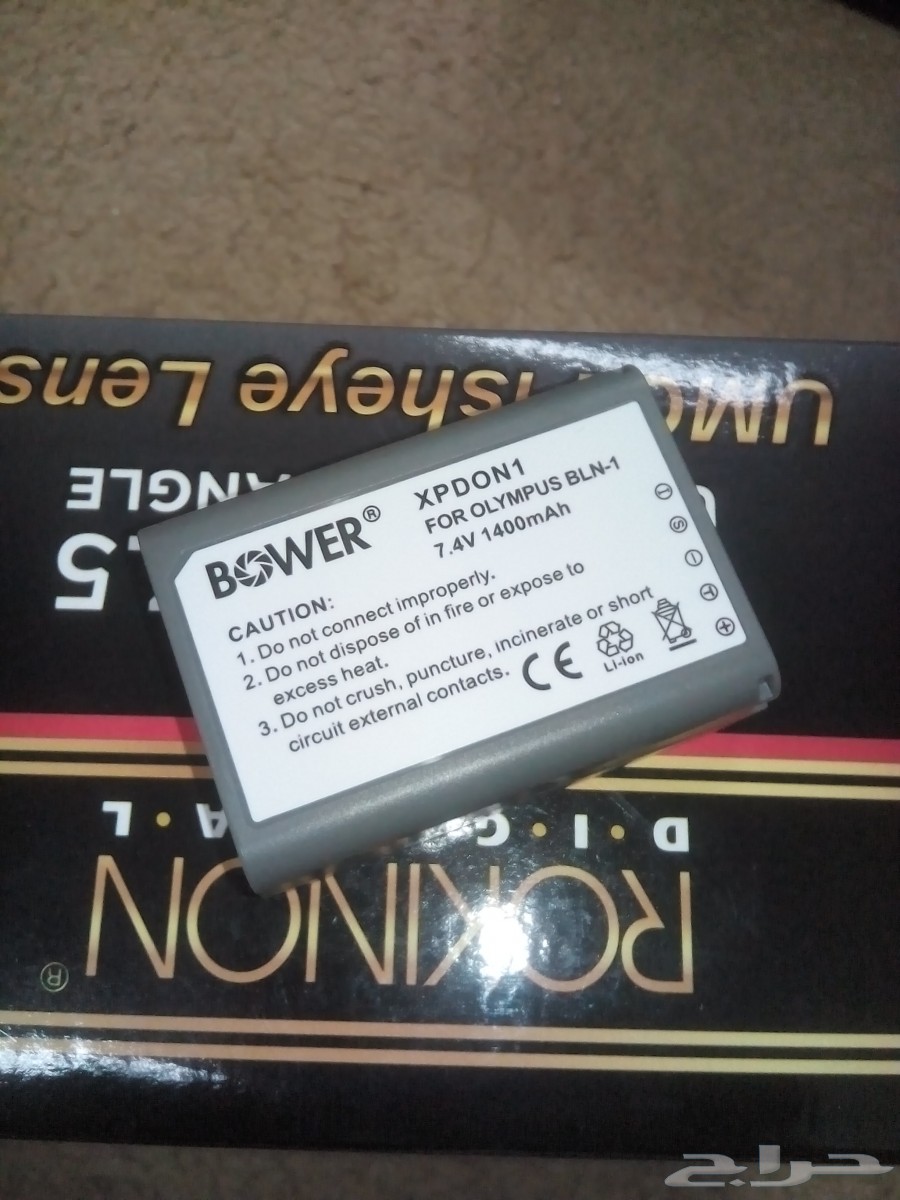 BOWER®
XPDON1
FOR OLYMPUS BLN-1
7.4V 1400mAh
CAUTION:
1. Do not connect improperly.
2. Do not dispose of in fire or expose to
excess heat.
3. Do not crush, puncture, incinerate or short
circuit external contacts.
CE
Li-ion
ROKINON®
D•I•G
A•L
.5
ANGLE
isheye Lens
حراج